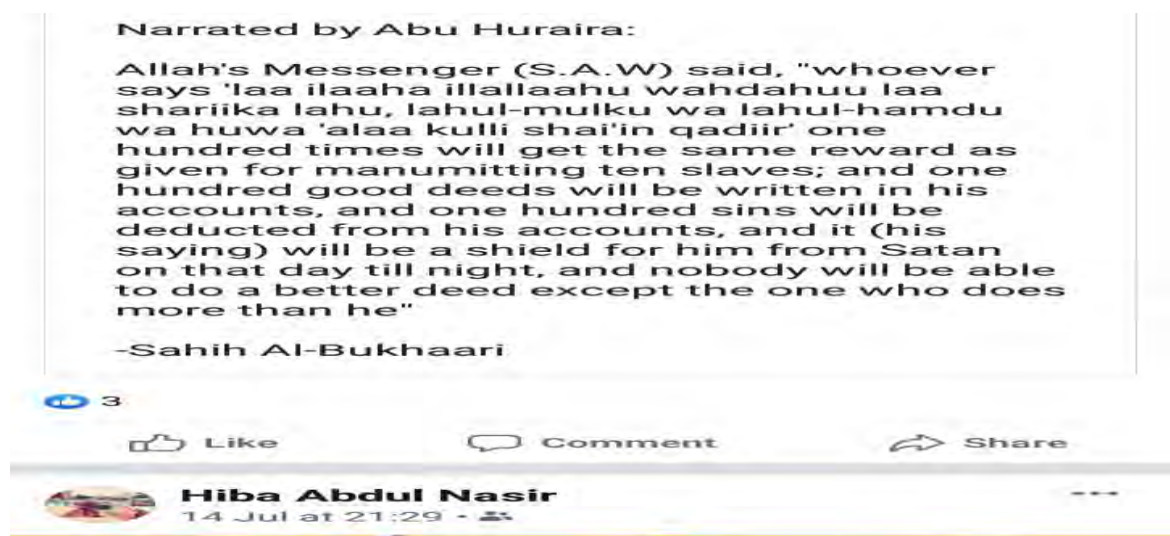 Narrated by Abu Huraira:
Allah's Messenger (S.A.W) said, "whoever
says 'laa ilaaha illallaahu wahdahuu laa
shariika lahu, lahul-mulku wa lahul-hamdu
wa huwa 'alaa kulli shai'in qadiir' one
hundred times will get the same reward as
given for manumitting ten slaves; and one
hundred good deeds will be written in his
accounts, and one hundred sins will be
deducted from his accounts, and it (his
saying) will be a shield for him from Satan
on that day till night, and nobody will be able
to do a better deed except the one who does
more than he"
-Sahih Al-Bukhaari
3
Like Comment Share
Hiba Abdul Nasir
14 Jul at 21:29